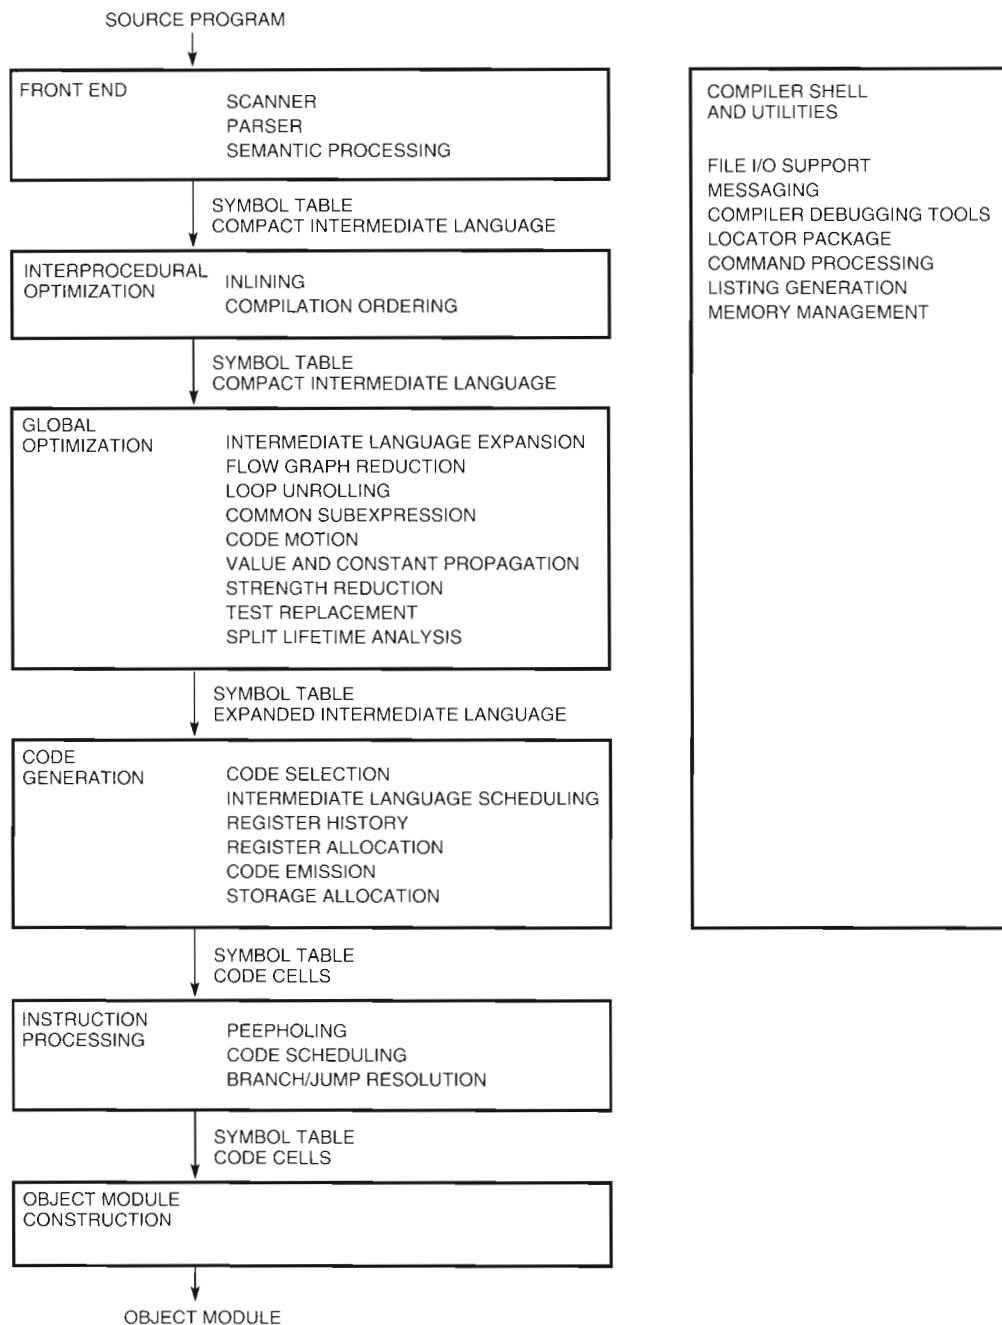 SOURCE PROGRAM
FRONT END
SCANNER
PARSER
SEMANTIC PROCESSING
SYMBOL TABLE
COMPACT INTERMEDIATE LANGUAGE
INTERPROCEDURAL
OPTIMIZATION
INLINING
COMPILATION ORDERING
SYMBOL TABLE
COMPACT INTERMEDIATE LANGUAGE
GLOBAL
OPTIMIZATION
INTERMEDIATE LANGUAGE EXPANSION
FLOW GRAPH REDUCTION
LOOP UNROLLING
COMMON SUBEXPRESSION
CODE MOTION
VALUE AND CONSTANT PROPAGATION
STRENGTH REDUCTION
TEST REPLACEMENT
SPLIT LIFETIME ANALYSIS
SYMBOL TABLE
EXPANDED INTERMEDIATE LANGUAGE
CODE
GENERATION
CODE SELECTION
INTERMEDIATE LANGUAGE SCHEDULING
REGISTER HISTORY
REGISTER ALLOCATION
CODE EMISSION
STORAGE ALLOCATION
SYMBOL TABLE
CODE CELLS
INSTRUCTION
PROCESSING
PEEPHOLING
CODE SCHEDULING
BRANCH/JUMP RESOLUTION
SYMBOL TABLE
CODE CELLS
OBJECT MODULE
CONSTRUCTION
OBJECT MODULE
COMPILER SHELL
AND UTILITIES
FILE I/O SUPPORT
MESSAGING
COMPILER DEBUGGING TOOLS
LOCATOR PACKAGE
COMMAND PROCESSING
LISTING GENERATION
MEMORY MANAGEMENT